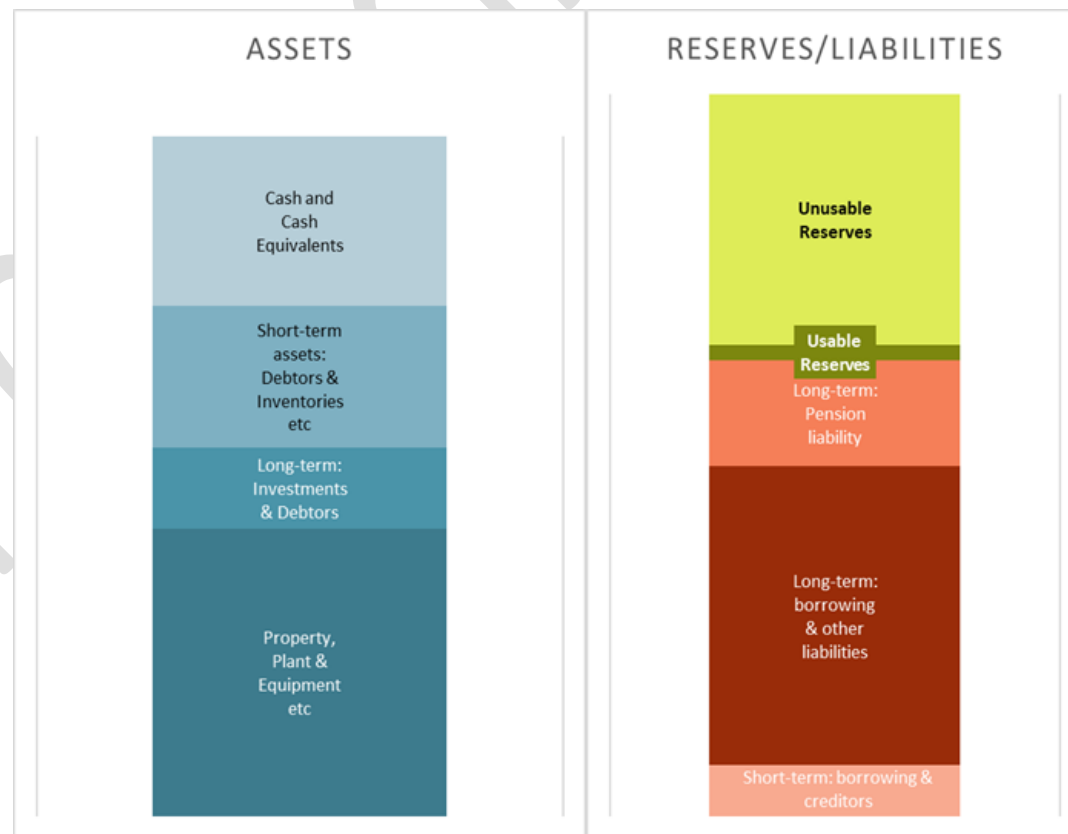 ASSETS
Cash and
Cash
Equivalents
Short-term
assets:
Debtors &
Inventories
etc
Long-term:
Investments
& Debtors
Property,
Plant &
Equipment
etc
RESERVES/LIABILITIES
Unusable
Reserves
Usable
Reserves
Long-term:
Pension
liability
Long-term:
borrowing
& other
liabilities
Short-term: borrowing &
creditors